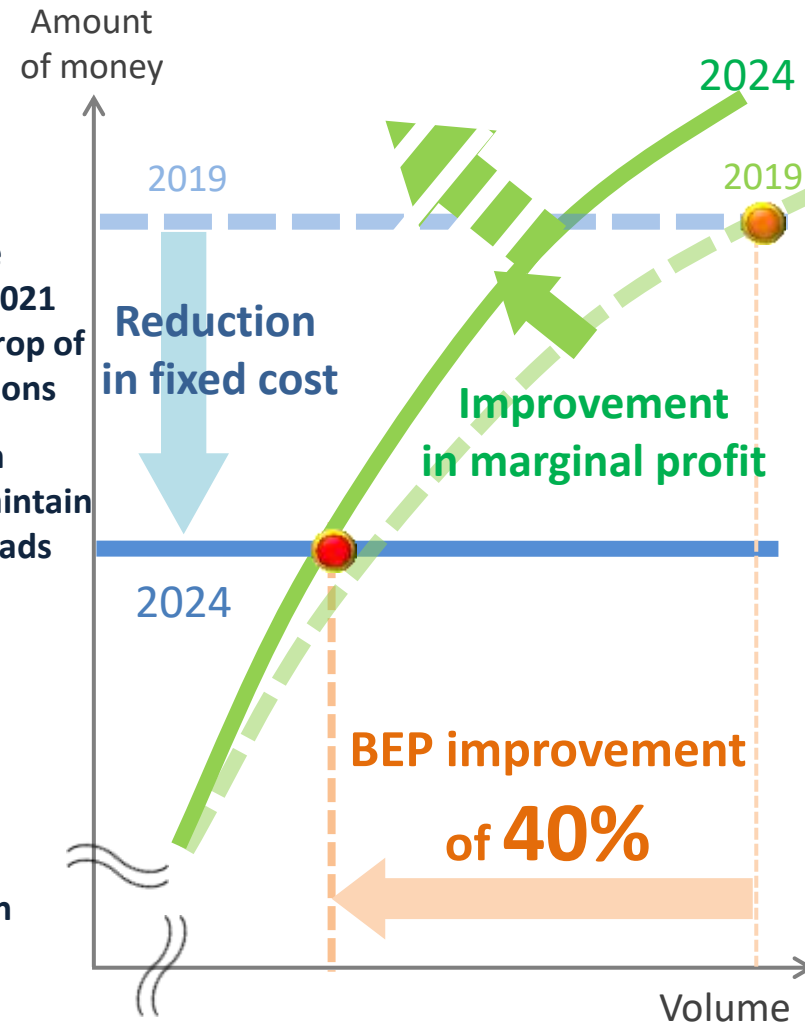 Amount
of money
2024
2019
2019
021
rop of
ons
intain
ads
Reduction
in fixed cost
Improvement
in marginal profit
2024
BEP improvement
of 40%
Volume